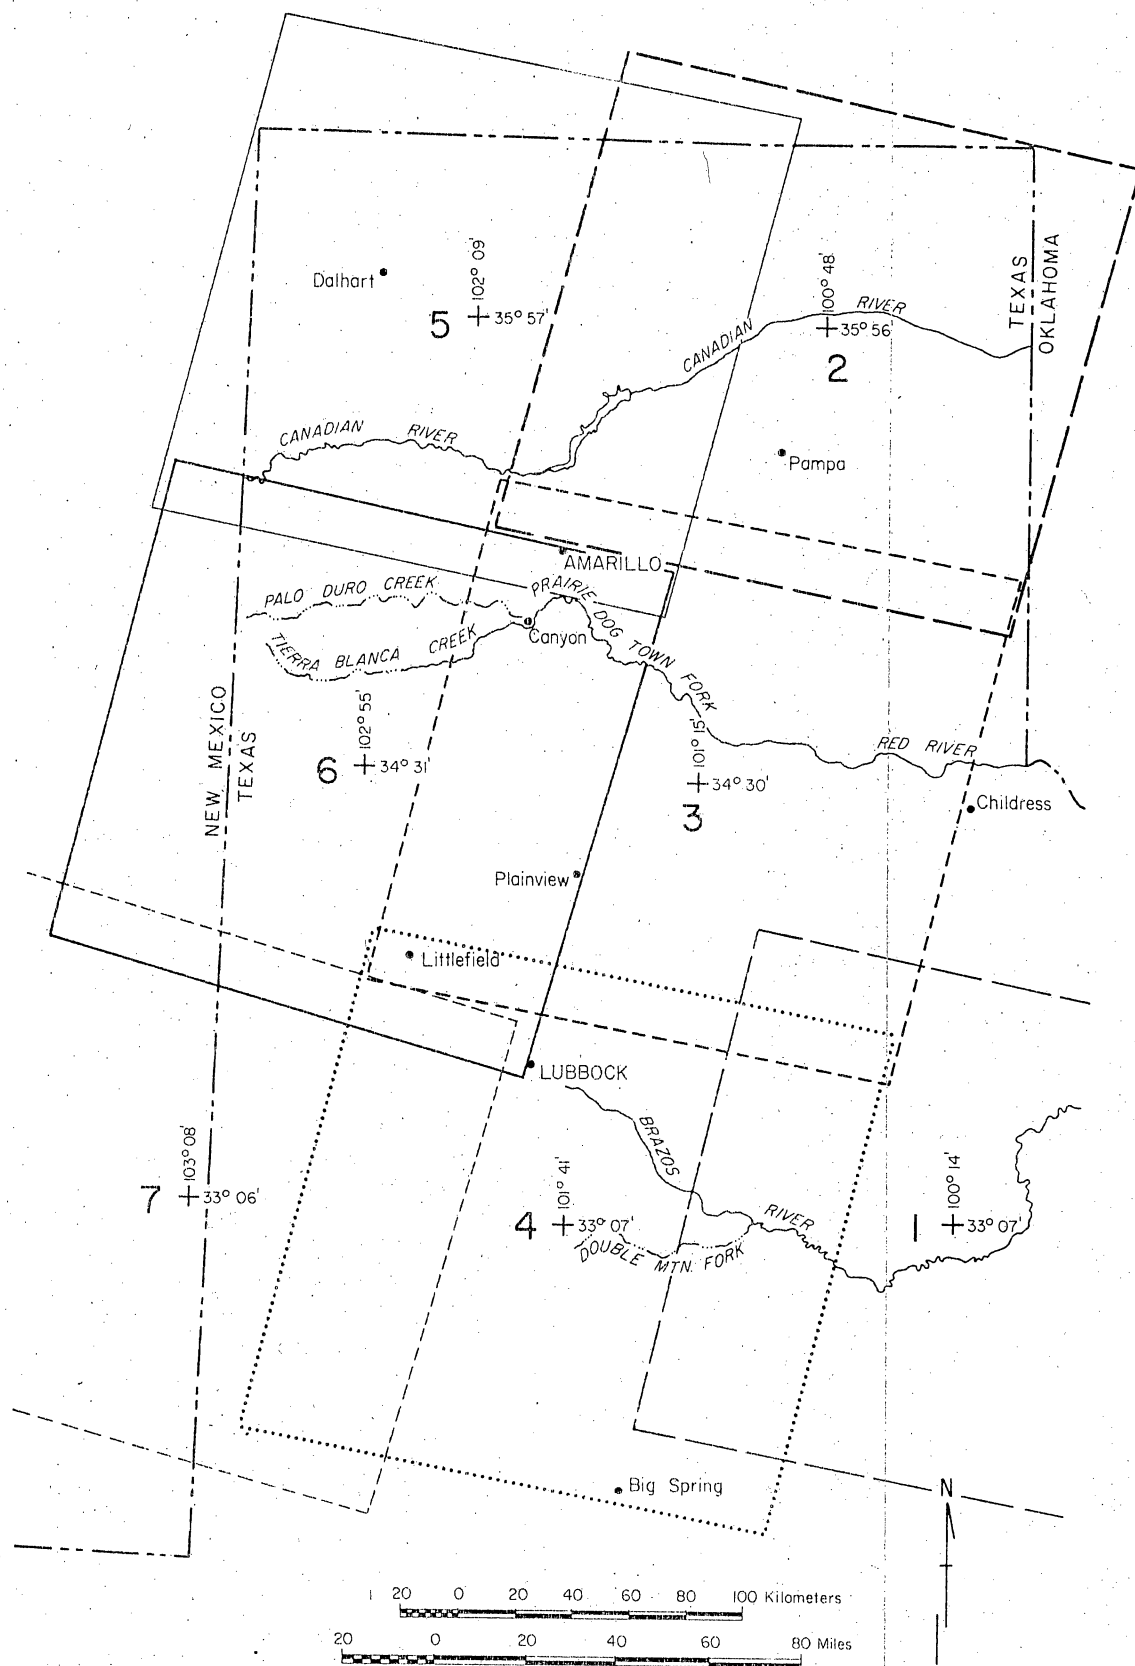 Dalhart
5
102° 09'
35° 57'
100° 48'
35° 56'
2
TEXAS
OKLAHOMA
CANADIAN RIVER
CANADIAN RIVER
Pampa
AMARILLO
PALO DURO CREEK
PRAIRIE DOG TOWN FORK
Canyon
TIERRA BLANCA CREEK
NEW MEXICO
TEXAS
6
102° 55'
34° 31'
101° 15'
34° 30'
3
RED RIVER
Childress
Plainview
Littlefield
LUBBOCK
BRAZOS RIVER
7
103° 08'
33° 06'
4
101° 41'
33° 07'
DOUBLE MTN. FORK
1
100° 14'
33° 07'
Big Spring
N
20 0 20 40 60 80 100 Kilometers
20 0 20 40 60 80 Miles